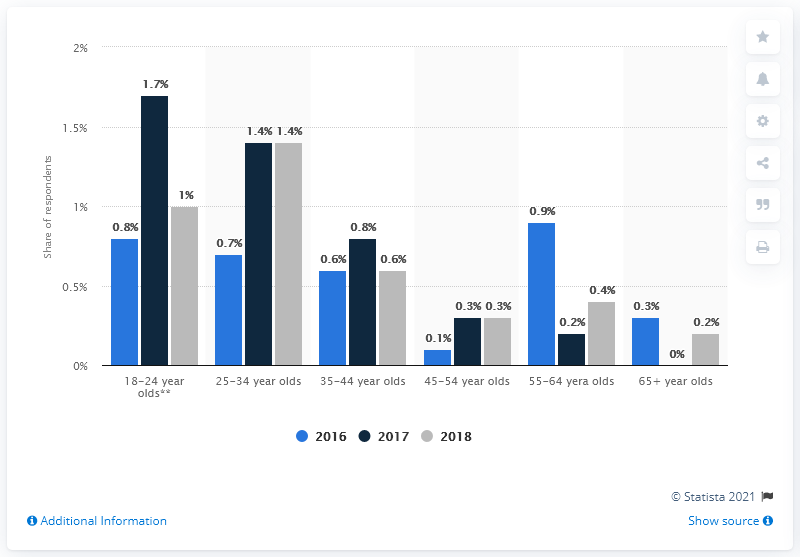 Share of respondents
2%
1.5%
1%
0.5%
0%
0.8% 1.7% 1%
0.7% 1.4% 1.4%
0.6% 0.8% 0.6%
0.1% 0.3% 0.3%
0.9% 0.2% 0.4%
0.3% 0% 0.2%
18-24 year
olds**
25-34 year olds
35-44 year olds
45-54 year olds
55-64 yera olds
65+ year olds
2016 2017 2018
© Statista 2021
Additional Information
Show source